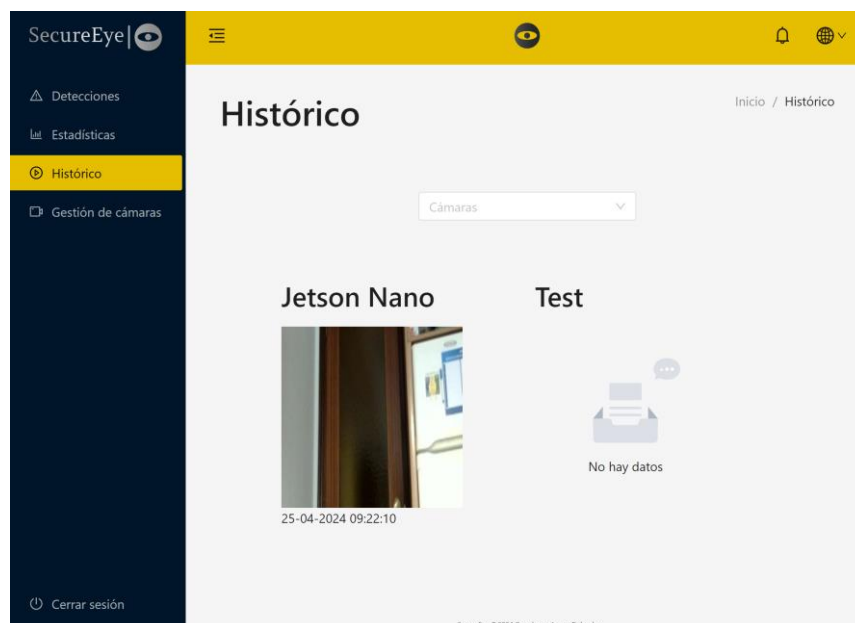 SecureEye
Detecciones
Estadísticas
Histórico
Gestión de cámaras
Cerrar sesión
Histórico
Inicio / Histórico
Cámaras
Jetson Nano
25-04-2024 09:22:10
Test
No hay datos